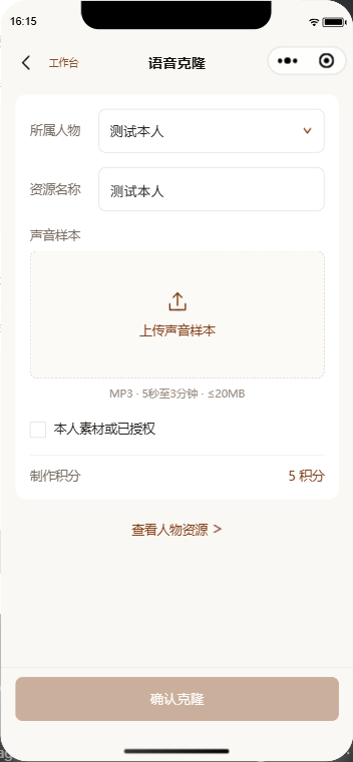 16:15
工作台 语音克隆
所属人物 测试本人
资源名称 测试本人
声音样本
上传声音样本
MP3 · 5秒至3分钟 · ≤20MB
本人素材或已授权
制作积分 5 积分
查看人物资源 >
确认克隆